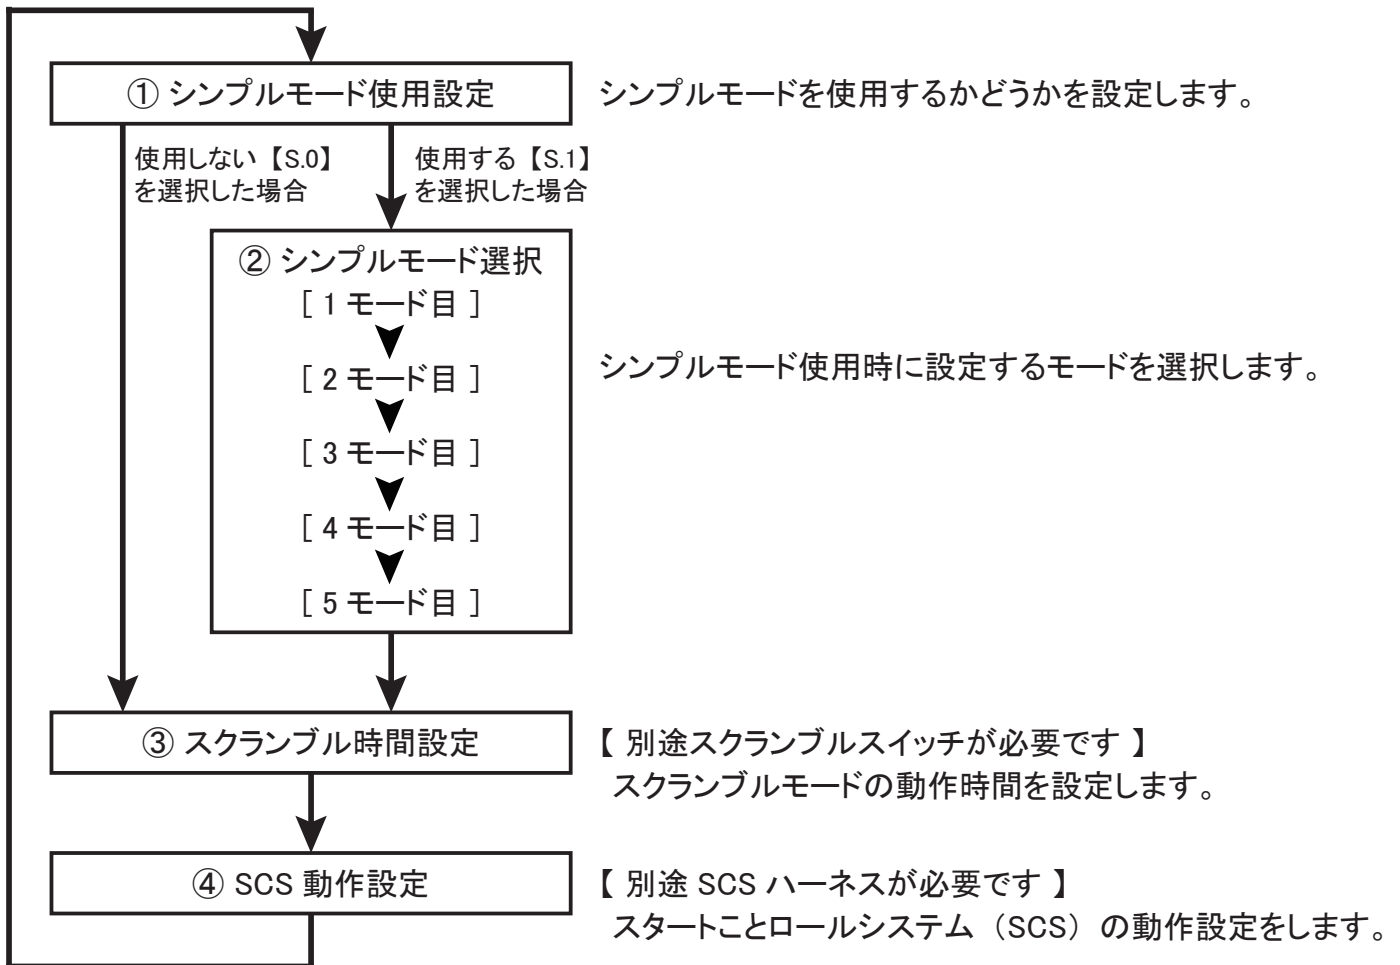 ① シンプルモード使用設定
シンプルモードを使用するかどうかを設定します。
使用しない【S.0】
を選択した場合
使用する【S.1】
を選択した場合
② シンプルモード選択
[ 1 モード目 ]
[ 2 モード目 ]
[ 3 モード目 ]
[ 4 モード目 ]
[ 5 モード目 ]
シンプルモード使用時に設定するモードを選択します。
③ スクランブル時間設定
【 別途スクランブルスイッチが必要です 】
スクランブルモードの動作時間を設定します。
④ SCS 動作設定
【 別途 SCS ハーネスが必要です 】
スタートことロールシステム（SCS）の動作設定をします。